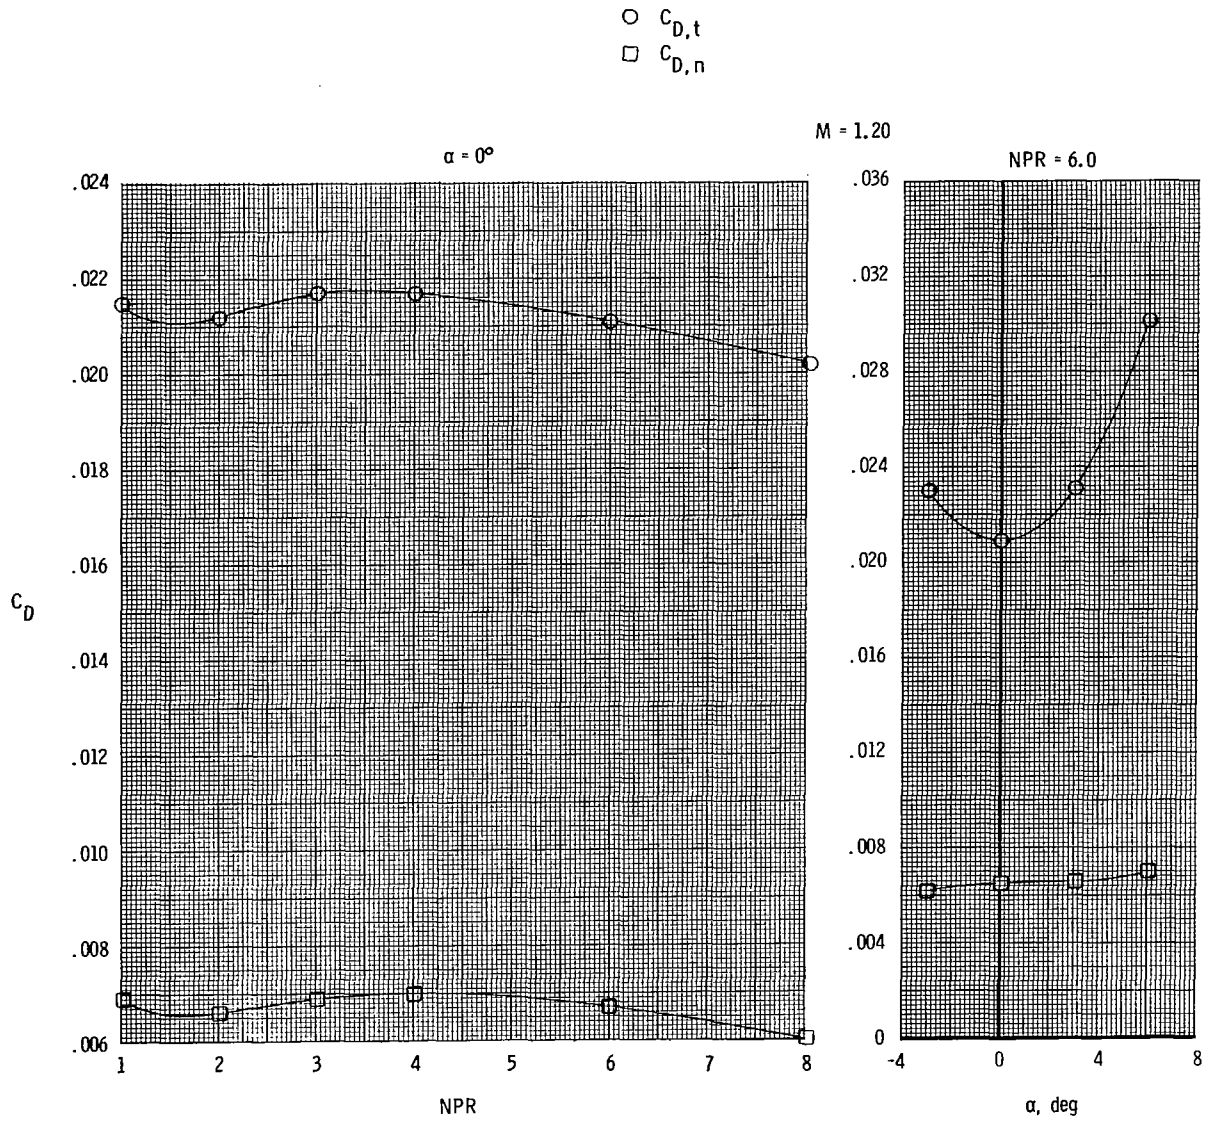 C_D,t
C_D,n
M = 1.20
α = 0°
NPR = 6.0
.024
.022
.020
.018
.016
.014
.012
.010
.008
.006
C_D
1 2 3 4 5 6 7 8
NPR
.036
.032
.028
.024
.020
.016
.012
.008
.004
0
-4 0 4 8
α, deg